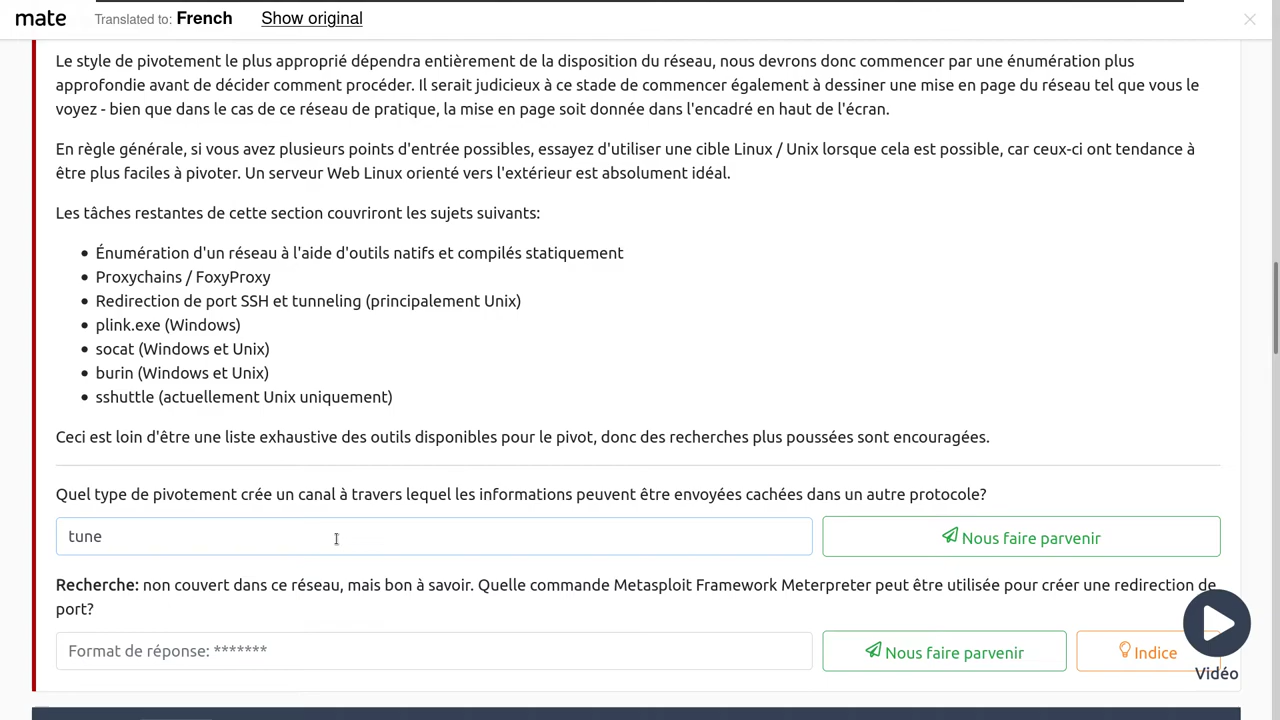 mate Translated to: French Show original
Le style de pivotement le plus approprié dépendra entièrement de la disposition du réseau, nous devrons donc commencer par une énumération plus
approfondie avant de décider comment procéder. Il serait judicieux à ce stade de commencer également à dessiner une mise en page du réseau tel que vous le
voyez - bien que dans le cas de ce réseau de pratique, la mise en page soit donnée dans l'encadré en haut de l'écran.
En règle générale, si vous avez plusieurs points d'entrée possibles, essayez d'utiliser une cible Linux / Unix lorsque cela est possible, car ceux-ci ont tendance à
être plus faciles à pivoter. Un serveur Web Linux orienté vers l'extérieur est absolument idéal.
Les tâches restantes de cette section couvriront les sujets suivants:
• Énumération d'un réseau à l'aide d'outils natifs et compilés statiquement
• Proxychains / FoxyProxy
• Redirection de port SSH et tunneling (principalement Unix)
• plink.exe (Windows)
• socat (Windows et Unix)
• burin (Windows et Unix)
• sshuttle (actuellement Unix uniquement)
Ceci est loin d'être une liste exhaustive des outils disponibles pour le pivot, donc des recherches plus poussées sont encouragées.
Quel type de pivotement crée un canal à travers lequel les informations peuvent être envoyées cachées dans un autre protocole?
tune Nous faire parvenir
Recherche: non couvert dans ce réseau, mais bon à savoir. Quelle commande Metasploit Framework Meterpreter peut être utilisée pour créer une redirection de
port?
Format de réponse: ******* Nous faire parvenir Indice
Vidéo